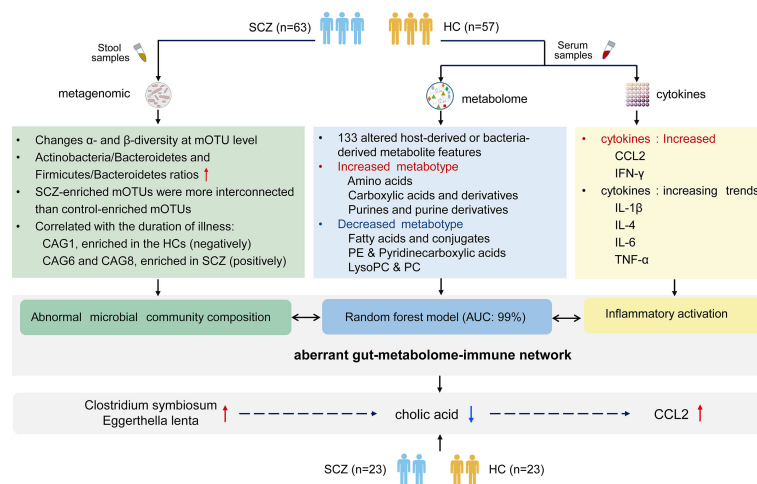 SCZ (n=63)
HC (n=57)
Stool
samples
Serum
samples
metagenomic
metabolome
cytokines
• Changes α- and β-diversity at mOTU level
• Actinobacteria/Bacteroidetes and
Firmicutes/Bacteroidetes ratios ↑
• SCZ-enriched mOTUs were more interconnected
than control-enriched mOTUs
• Correlated with the duration of illness:
CAG1, enriched in the HCs (negatively)
CAG6 and CAG8, enriched in SCZ (positively)
• 133 altered host-derived or bacteria-
derived metabolite features
• Increased metabotype
Amino acids
Carboxylic acids and derivatives
Purines and purine derivatives
• Decreased metabotype
Fatty acids and conjugates
PE & Pyridinecarboxylic acids
LysoPC & PC
• cytokines : Increased
CCL2
IFN-γ
• cytokines : increasing trends
IL-1β
IL-4
IL-6
TNF-α
Abnormal microbial community composition
Random forest model (AUC: 99%)
Inflammatory activation
aberrant gut-metabolome-immune network
Clostridium symbiosum
Eggerthella lenta ↑
cholic acid ↓
CCL2 ↑
SCZ (n=23)
HC (n=23)